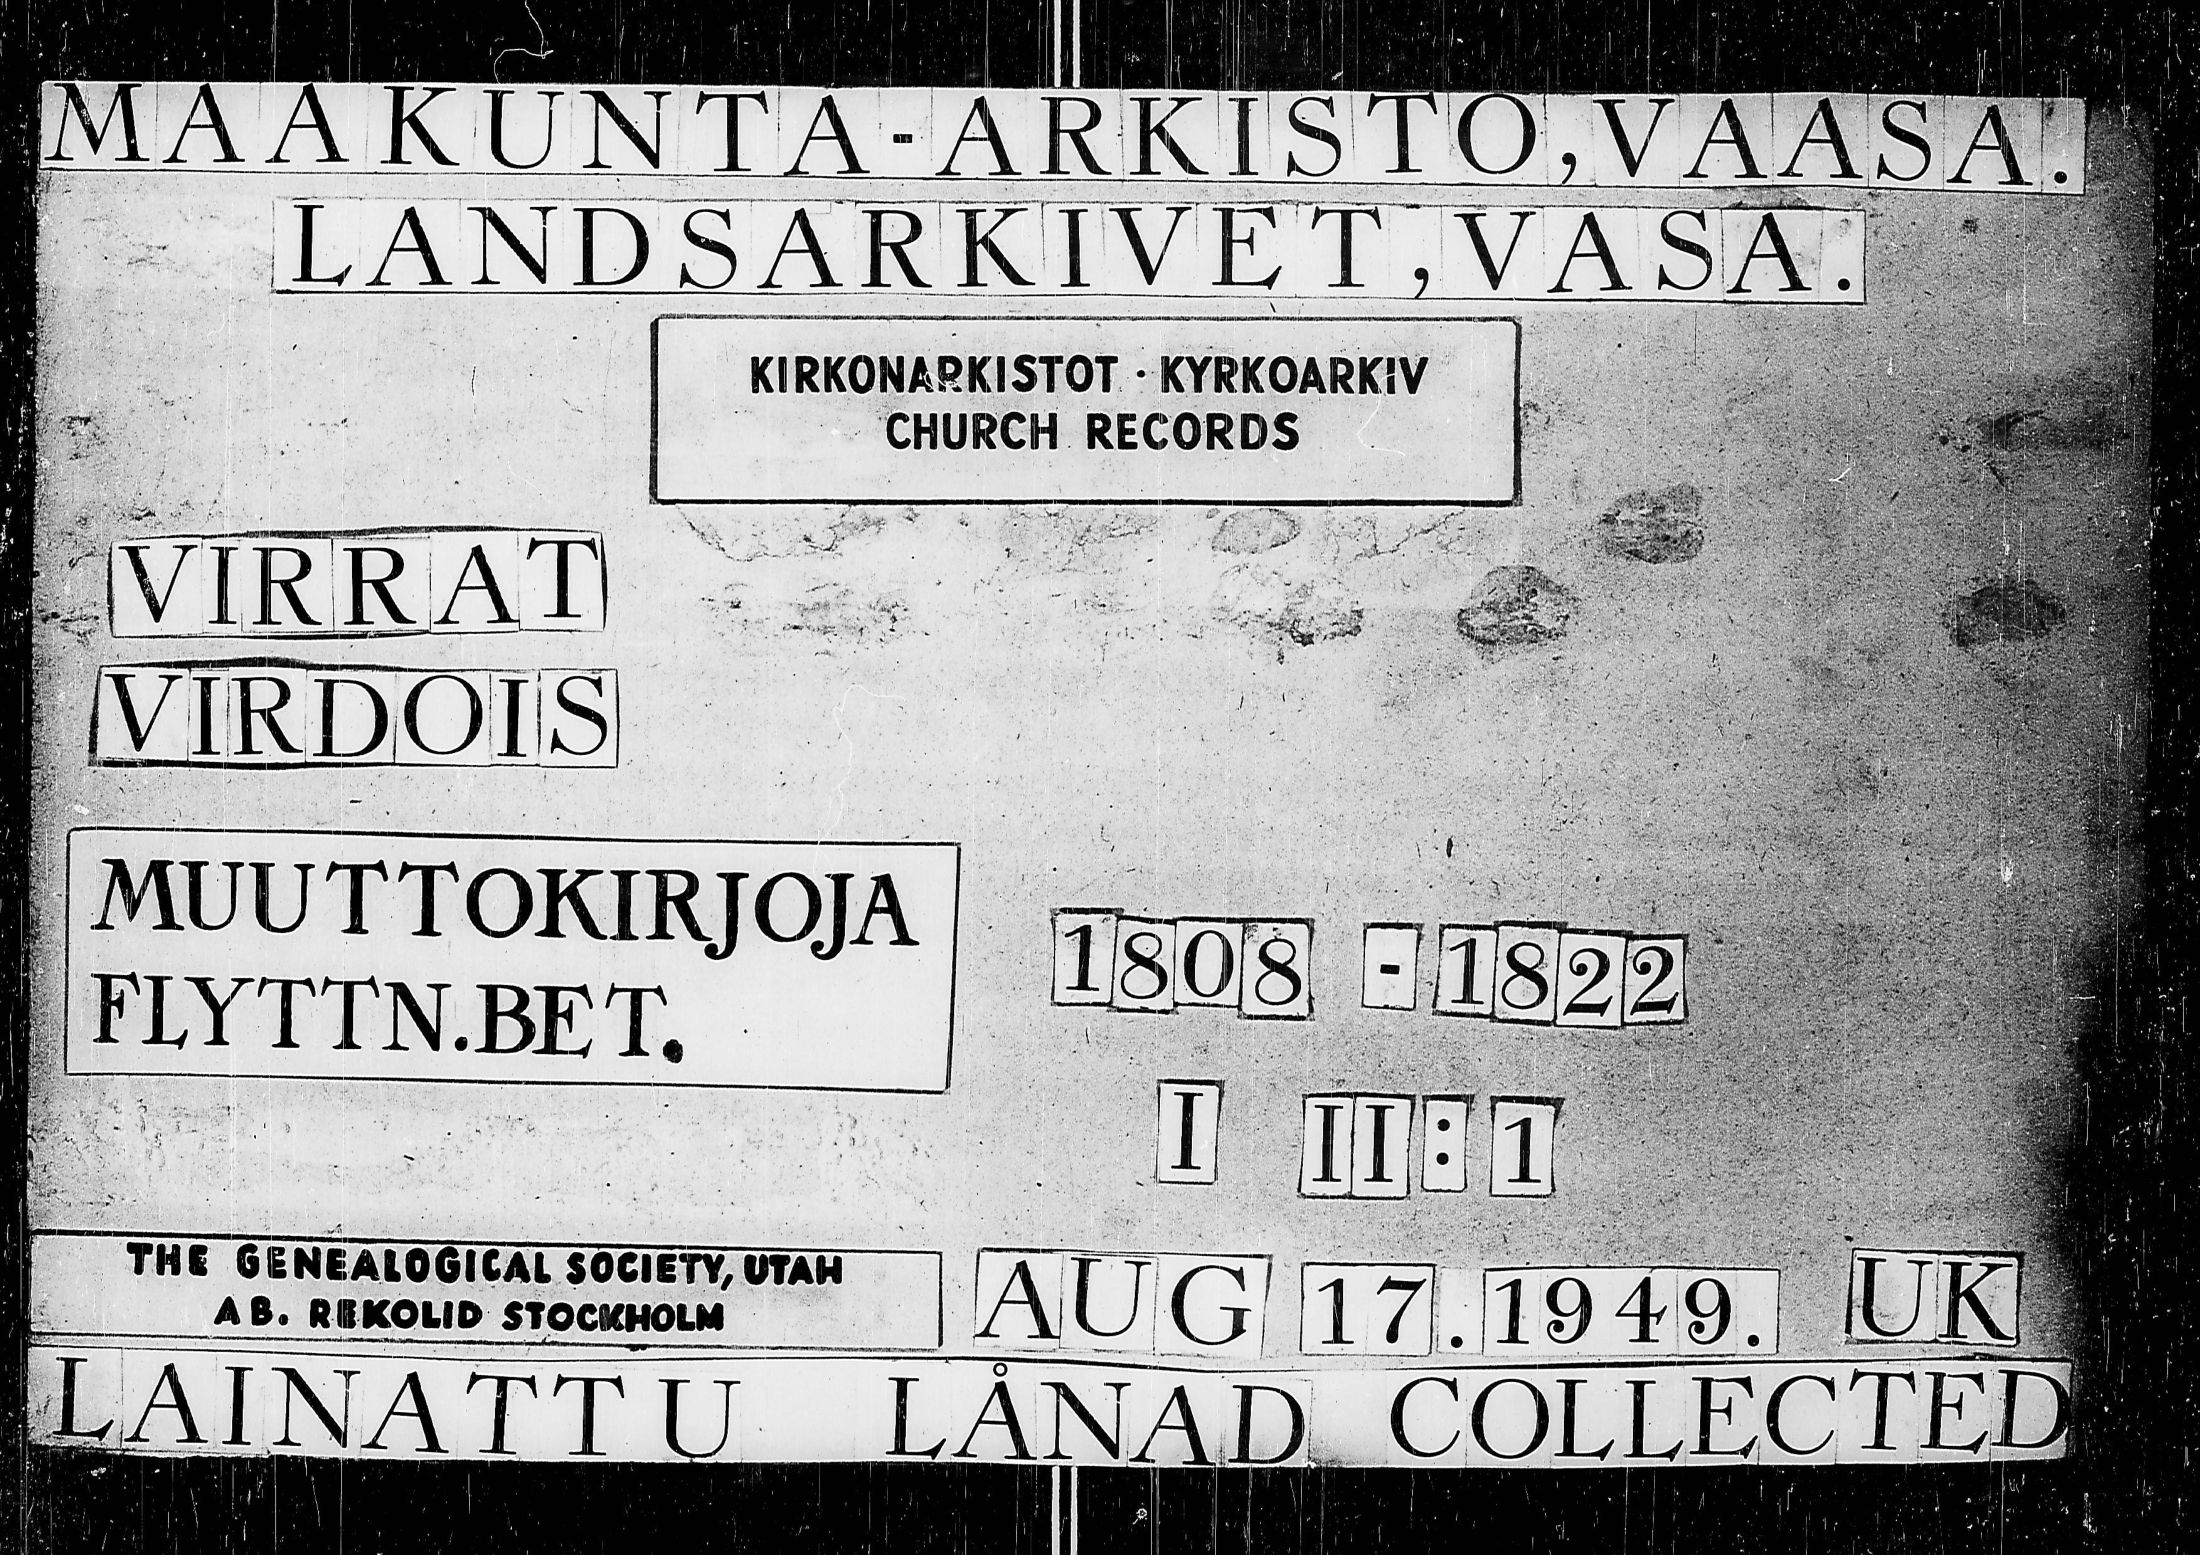 MAAKUNTA-ARKISTO, VAASA.
LANDSARKIVET, VASA.
KIRKONARKISTOT · KYRKOARKIV
CHURCH RECORDS
VIRRAT
VIRDOIS
MUUTTOKIRJOJA
FLYTTN.BET.
1808 - 1822
I II:1
THE GENEALOGICAL SOCIETY, UTAH
AB. REKOLID STOCKHOLM
AUG 17.1949. UK
LAINATTU LÅNAD COLLECTED